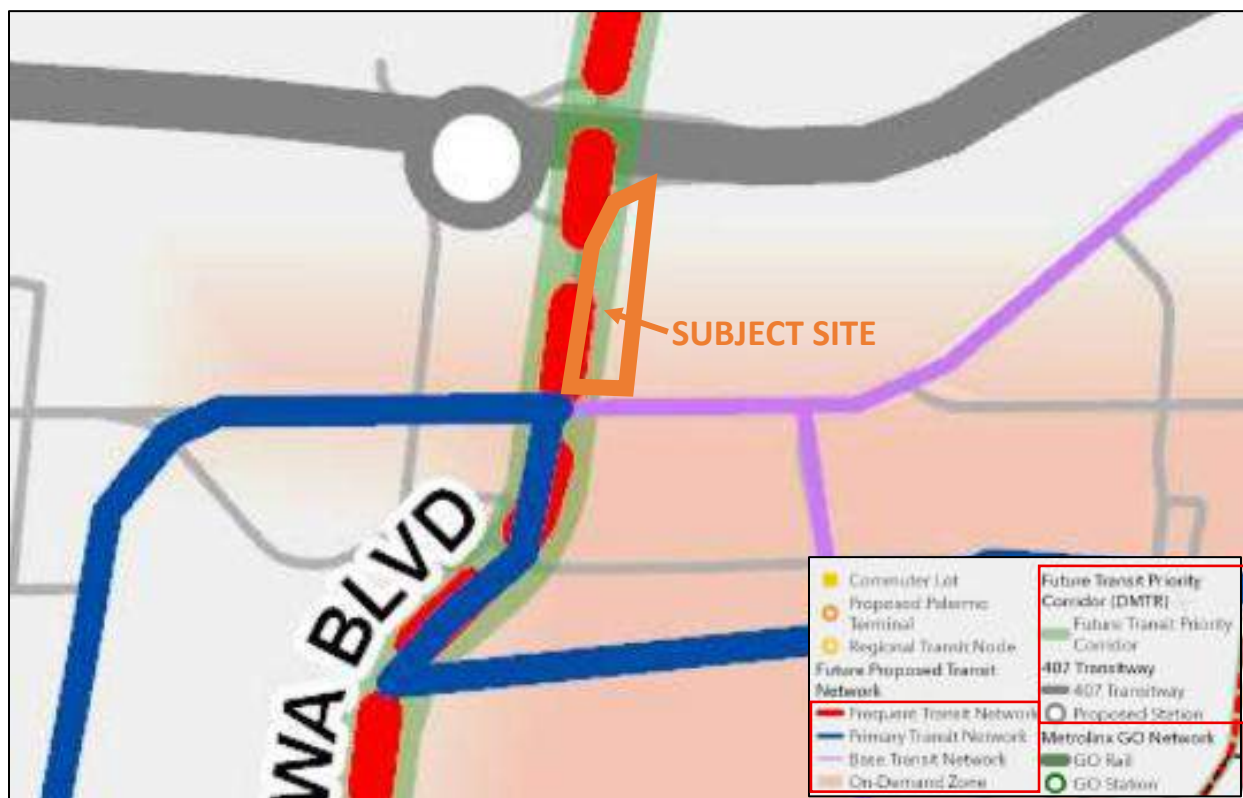 SUBJECT SITE
WNA BLVD
Commuter Lot
Proposed Palermo
Terminal
Regional Transit Node
Future Proposed Transit
Network
Frequent Transit Network
Primary Transit Network
Base Transit Network
On-Demand Zone
Future Transit Priority
Corridor (DMTR)
Future Transit Priority
Corridor
407 Transitway
407 Transitway
Proposed Station
Metrolinx GO Network
GO Rail
GO Station